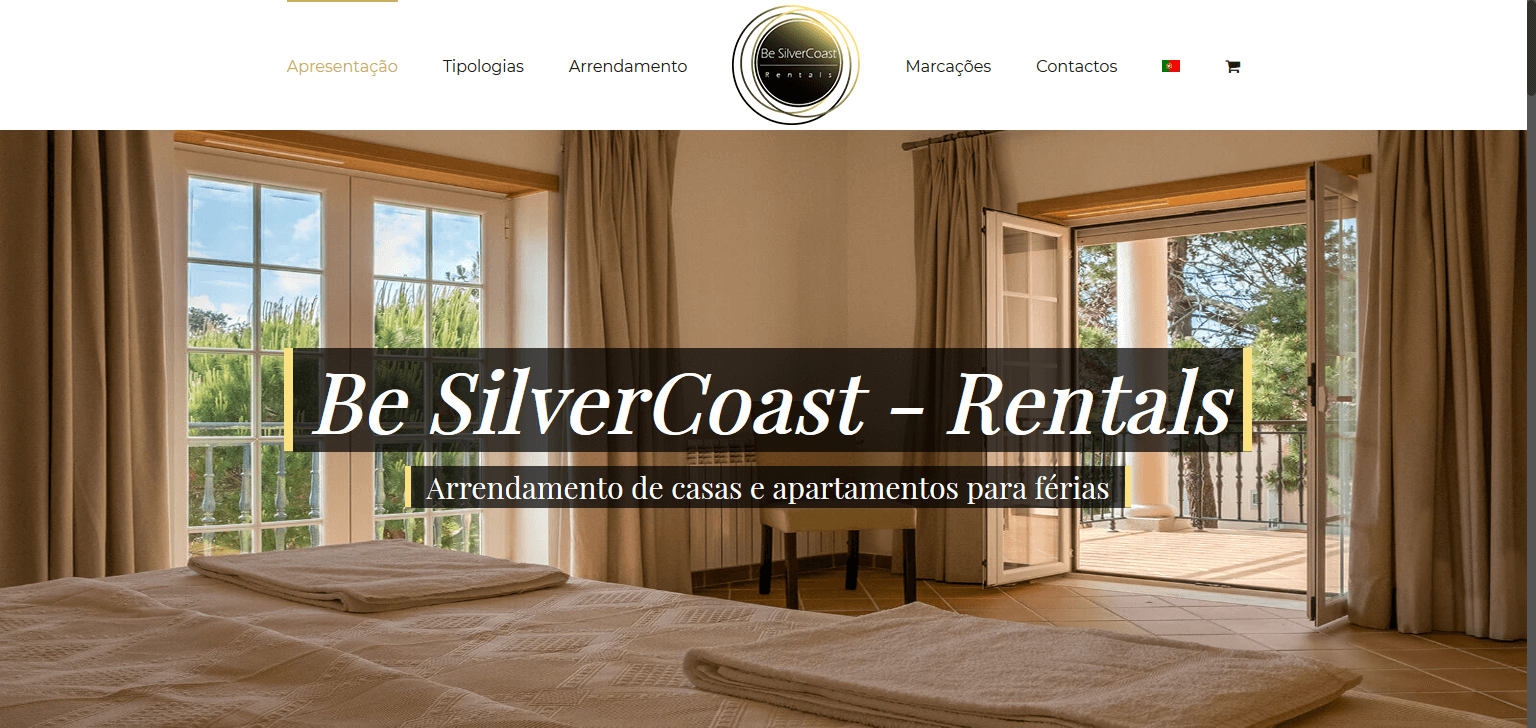 Apresentação
Tipologias
Arrendamento
Be SilverCoast
Rentals
Marcações
Contactos
Be SilverCoast - Rentals
Arrendamento de casas e apartamentos para férias